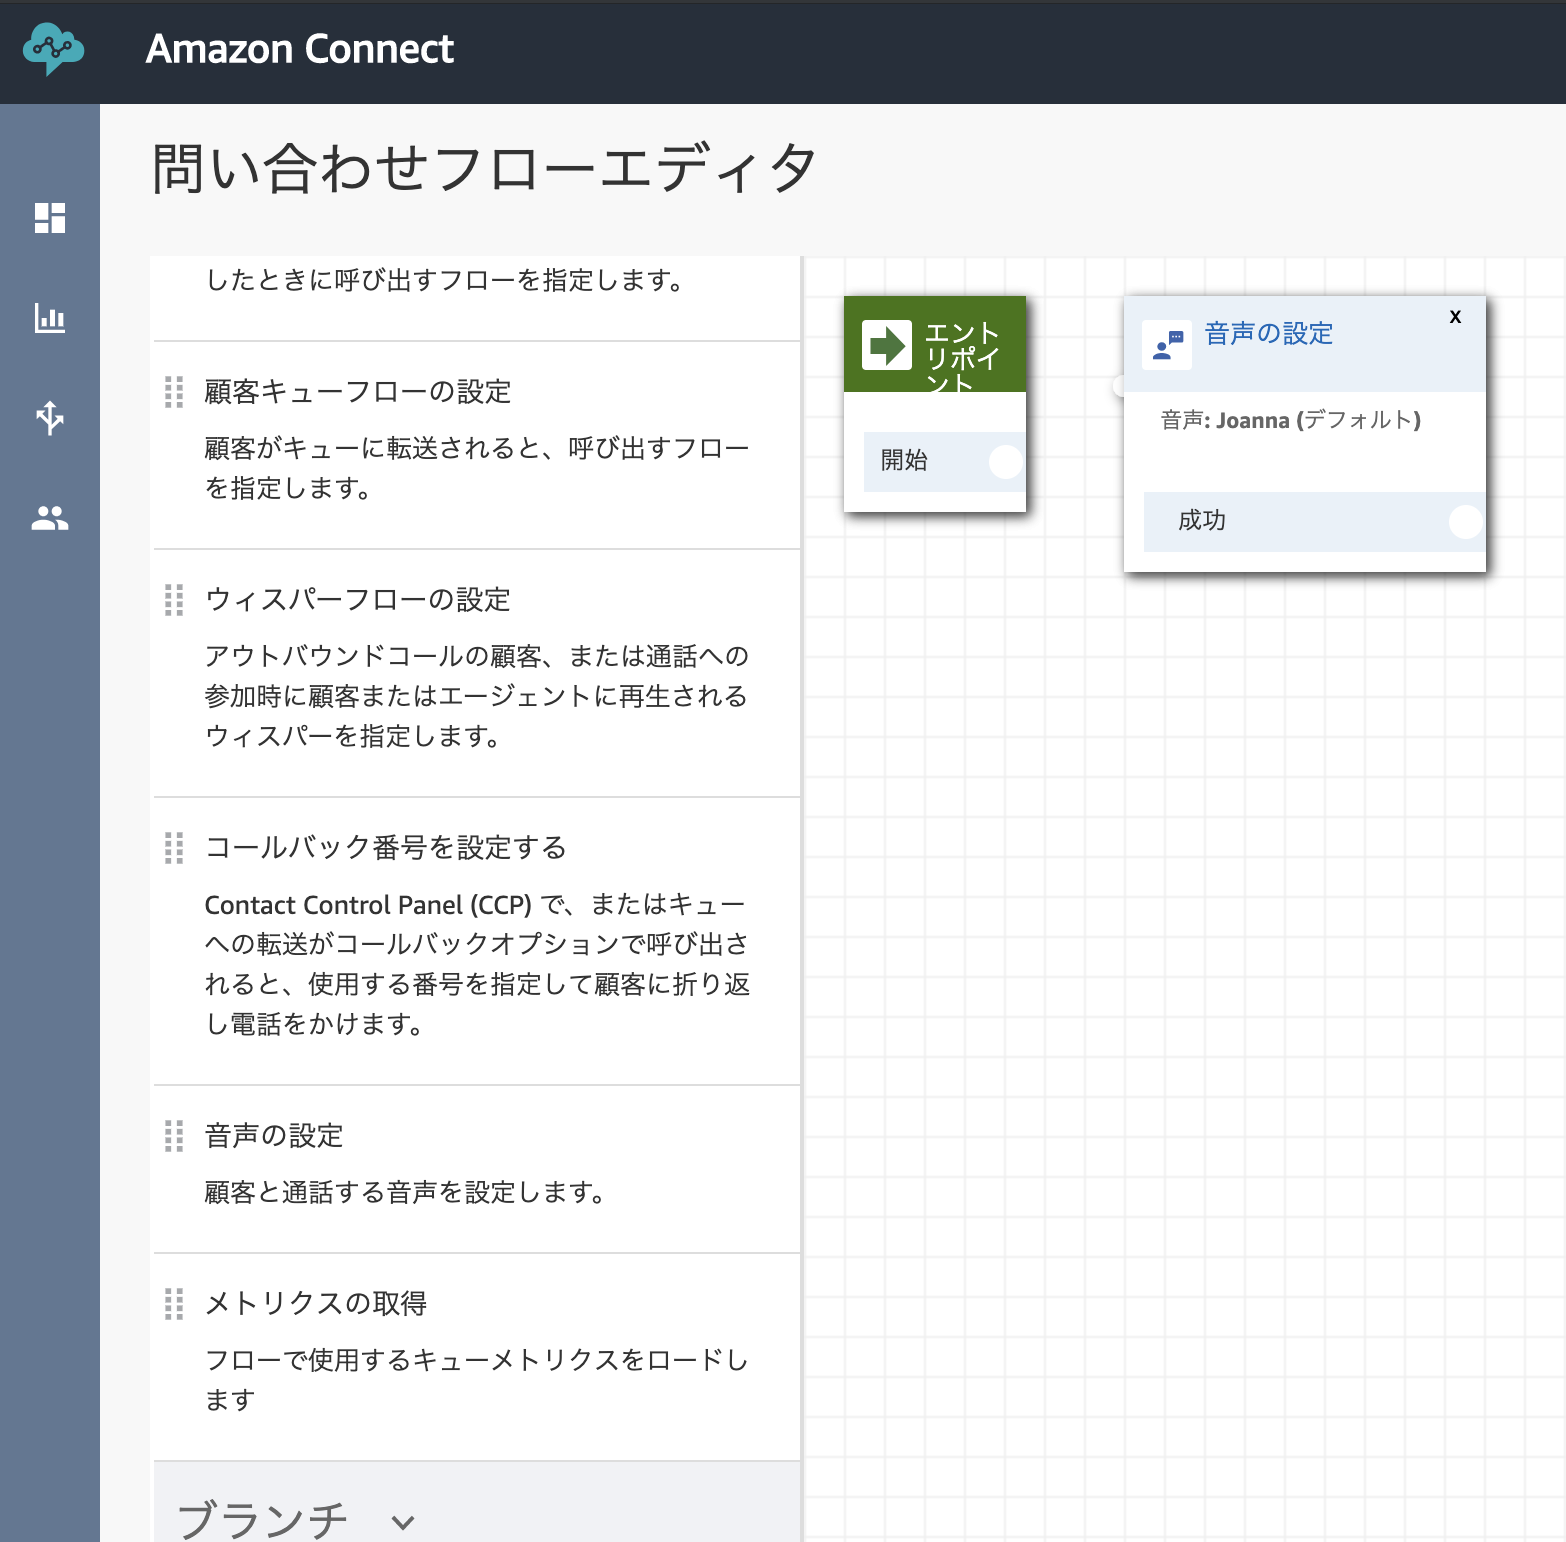 Amazon Connect
問い合わせフローエディタ
したときに呼び出すフローを指定します。
顧客キューフローの設定
顧客がキューに転送されると、呼び出すフロー
を指定します。
ウィスパーフローの設定
アウトバウンドコールの顧客、または通話への
参加時に顧客またはエージェントに再生される
ウィスパーを指定します。
コールバック番号を設定する
Contact Control Panel (CCP) で、またはキュー
への転送がコールバックオプションで呼び出さ
れると、使用する番号を指定して顧客に折り返
し電話をかけます。
音声の設定
顧客と通話する音声を設定します。
メトリクスの取得
フローで使用するキューメトリクスをロードし
ます
ブランチ
エント
リポイ
ント
開始
音声の設定
x
音声: Joanna (デフォルト)
成功